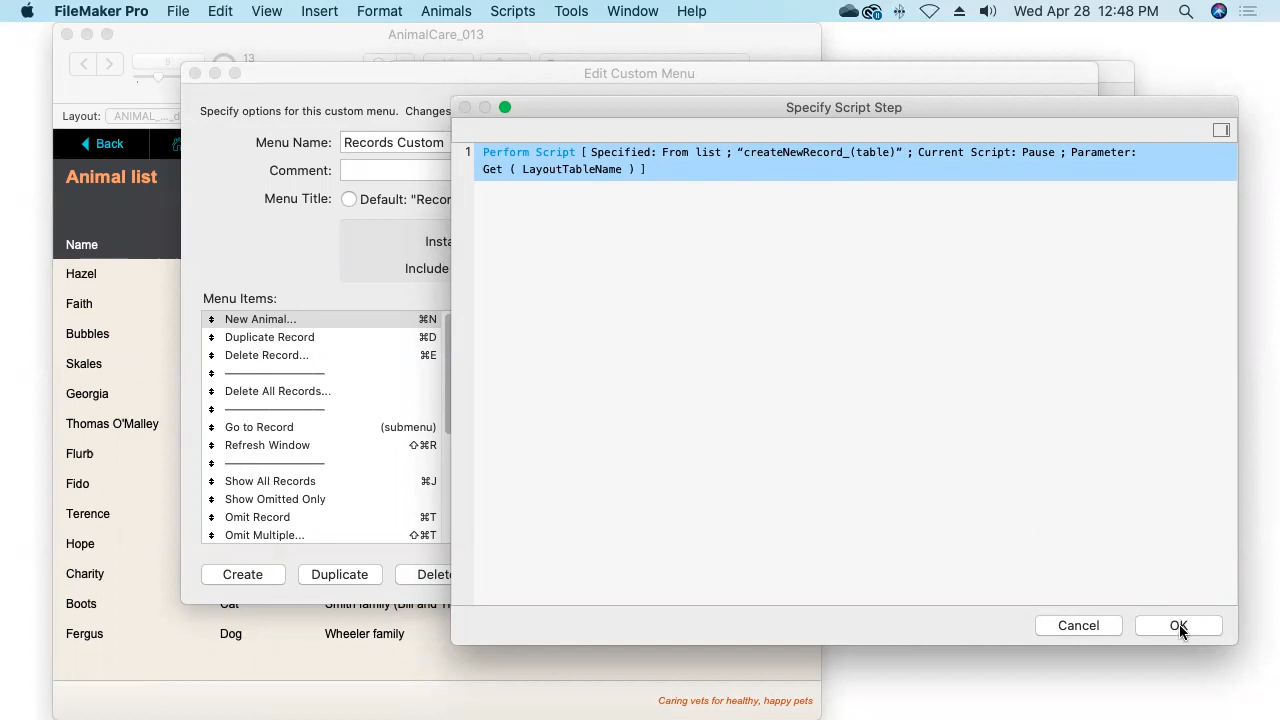 FileMaker Pro File Edit View Insert Format Animals Scripts Tools Window Help Wed Apr 28 12:48 PM
AnimalCare_013
13
Edit Custom Menu
Layout: ANIMAL_..._d
Back
Animal list
Name
Hazel
Faith
Bubbles
Skales
Georgia
Thomas O'Malley
Flurb
Fido
Terence
Hope
Charity
Boots
Fergus Dog Wheeler family
Caring vets for healthy, happy pets
Specify options for this custom menu. Changes
Menu Name: Records Custom
Comment:
Menu Title: Default: "Recor
Insta
Include
Menu Items:
New Animal... ⌘N
Duplicate Record ⌘D
Delete Record... ⌘E
Delete All Records...
Go to Record (submenu)
Refresh Window ⇧⌘R
Show All Records ⌘J
Show Omitted Only
Omit Record ⌘T
Omit Multiple... ⇧⌘T
Create Duplicate Delet
Specify Script Step
1 Perform Script [ Specified: From list ; “createNewRecord_(table)” ; Current Script: Pause ; Parameter:
Get ( LayoutTableName ) ]
Cancel OK